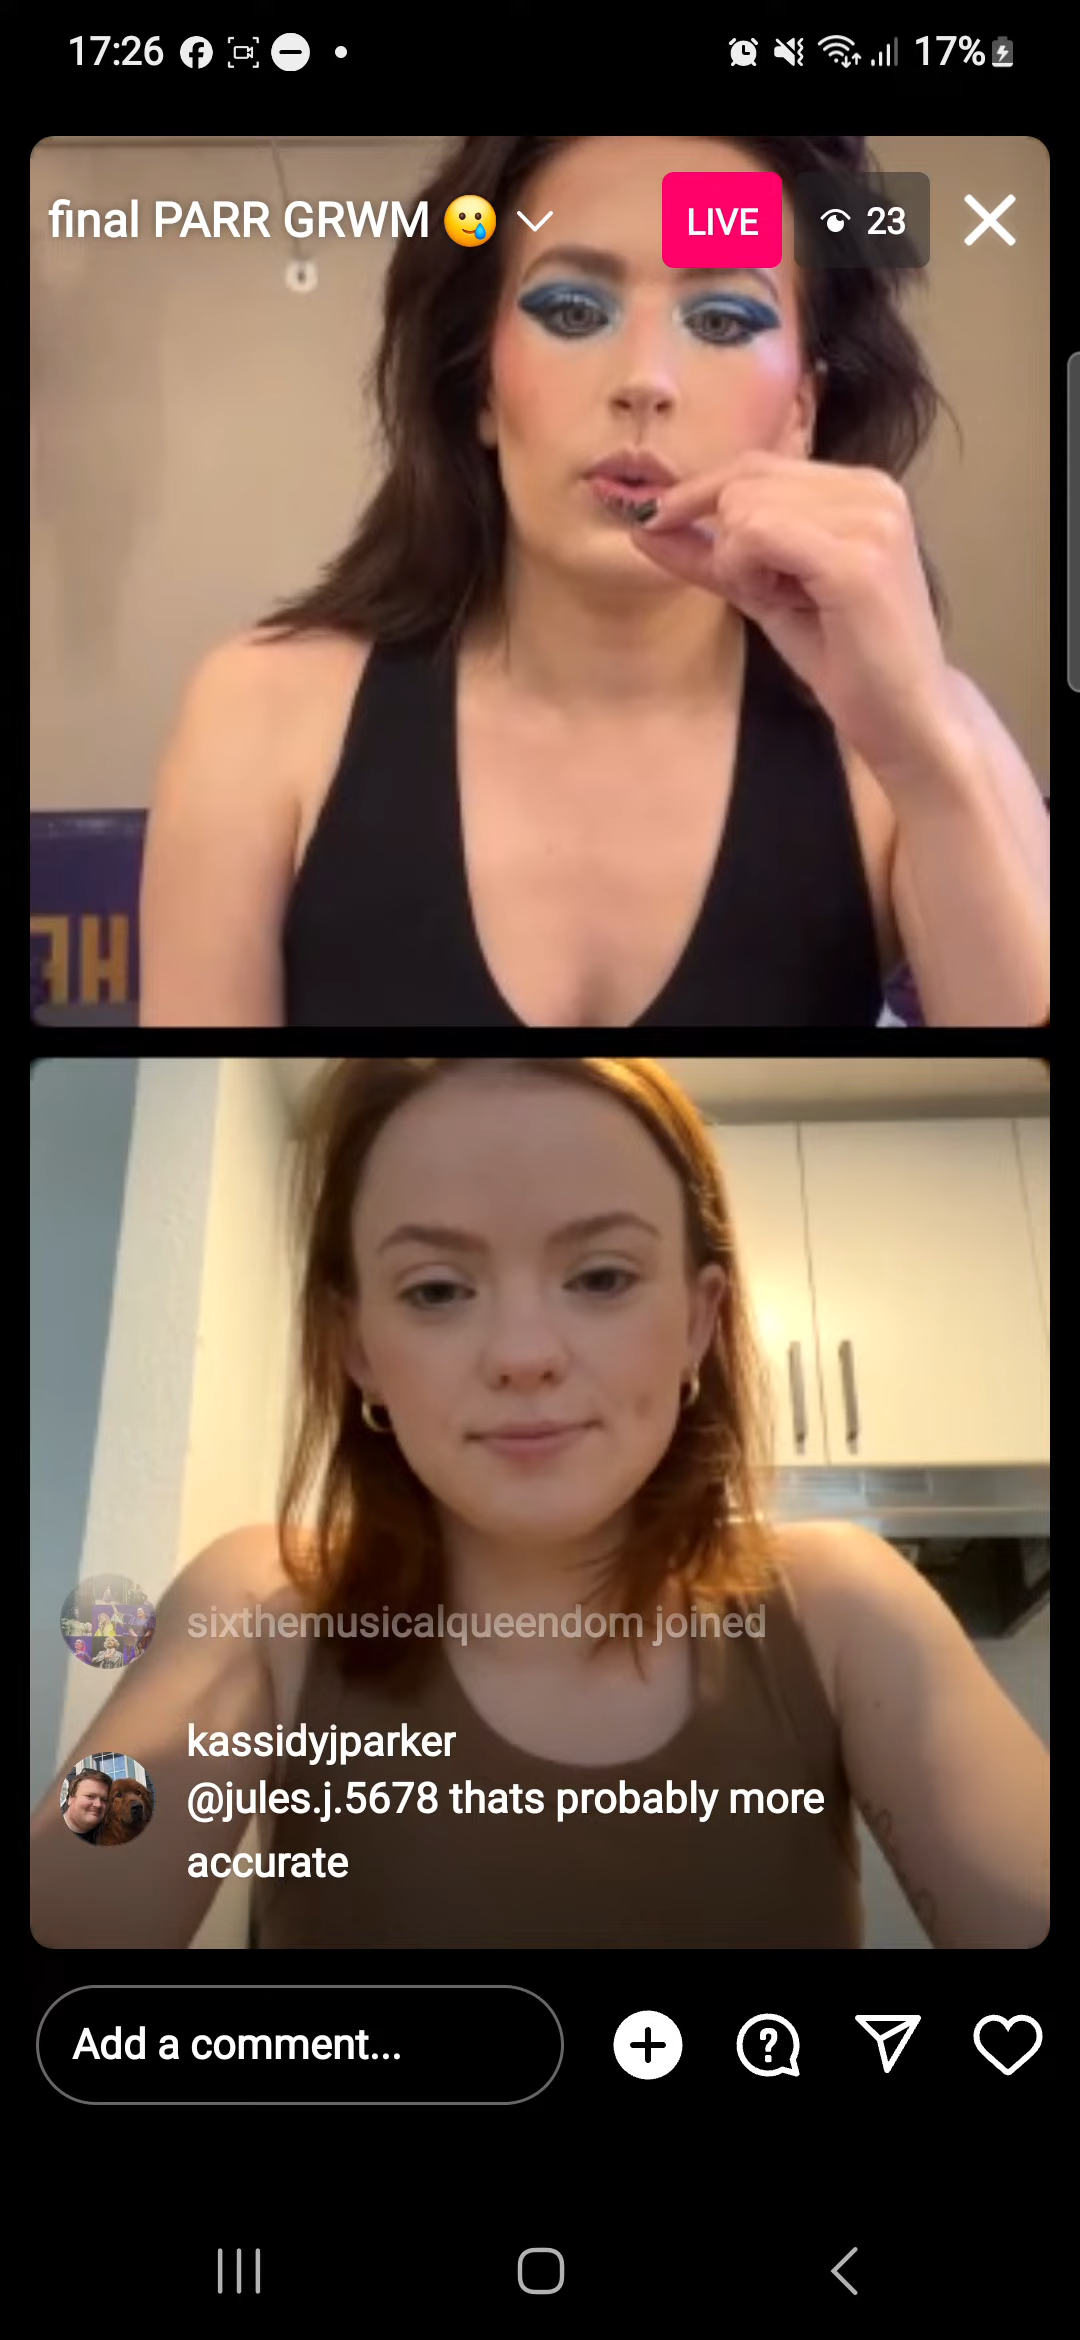 17:26
17%
final PARR GRWM 🥲
LIVE
23
sixthemusicalqueendom joined
kassidyjparker
@jules.j.5678 thats probably more
accurate
Add a comment...